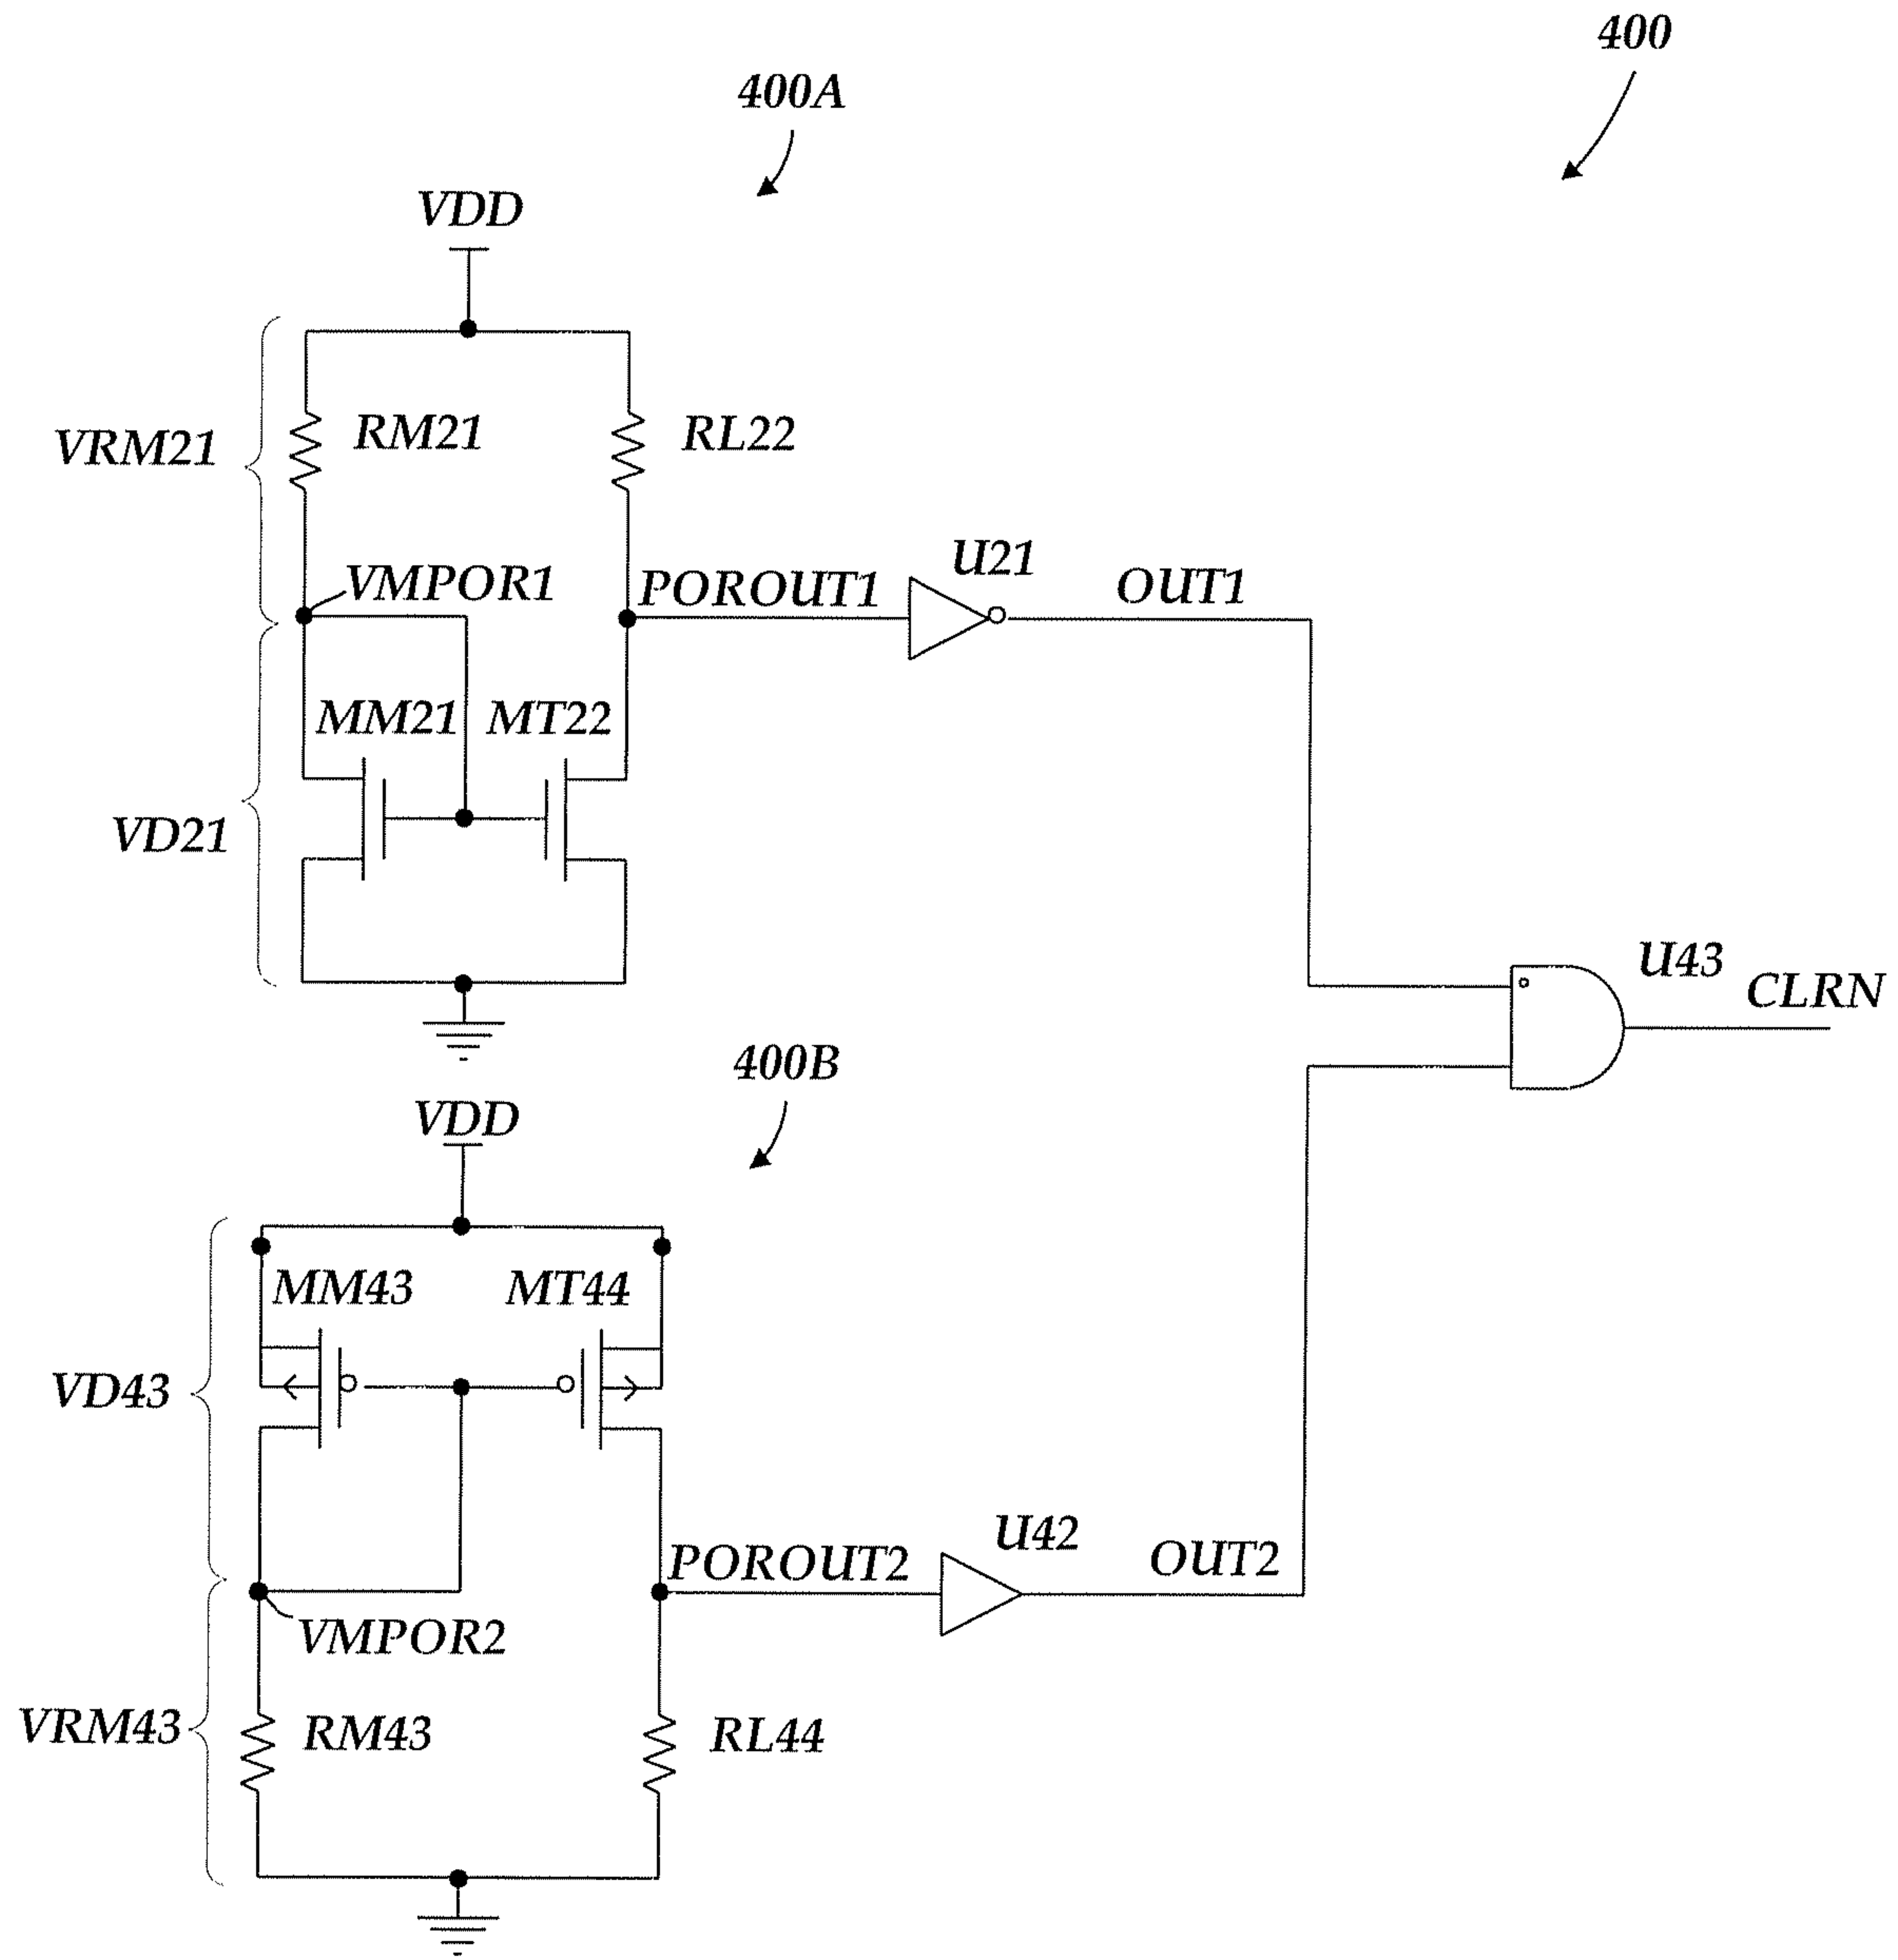 400
400A
VDD
VRM21
RM21
RL22
VMPOR1
POROUT1
U21
OUT1
MM21
MT22
VD21
U43
CLRN
400B
VDD
MM43
MT44
VD43
POROUT2
U42
OUT2
VMPOR2
VRM43
RM43
RL44